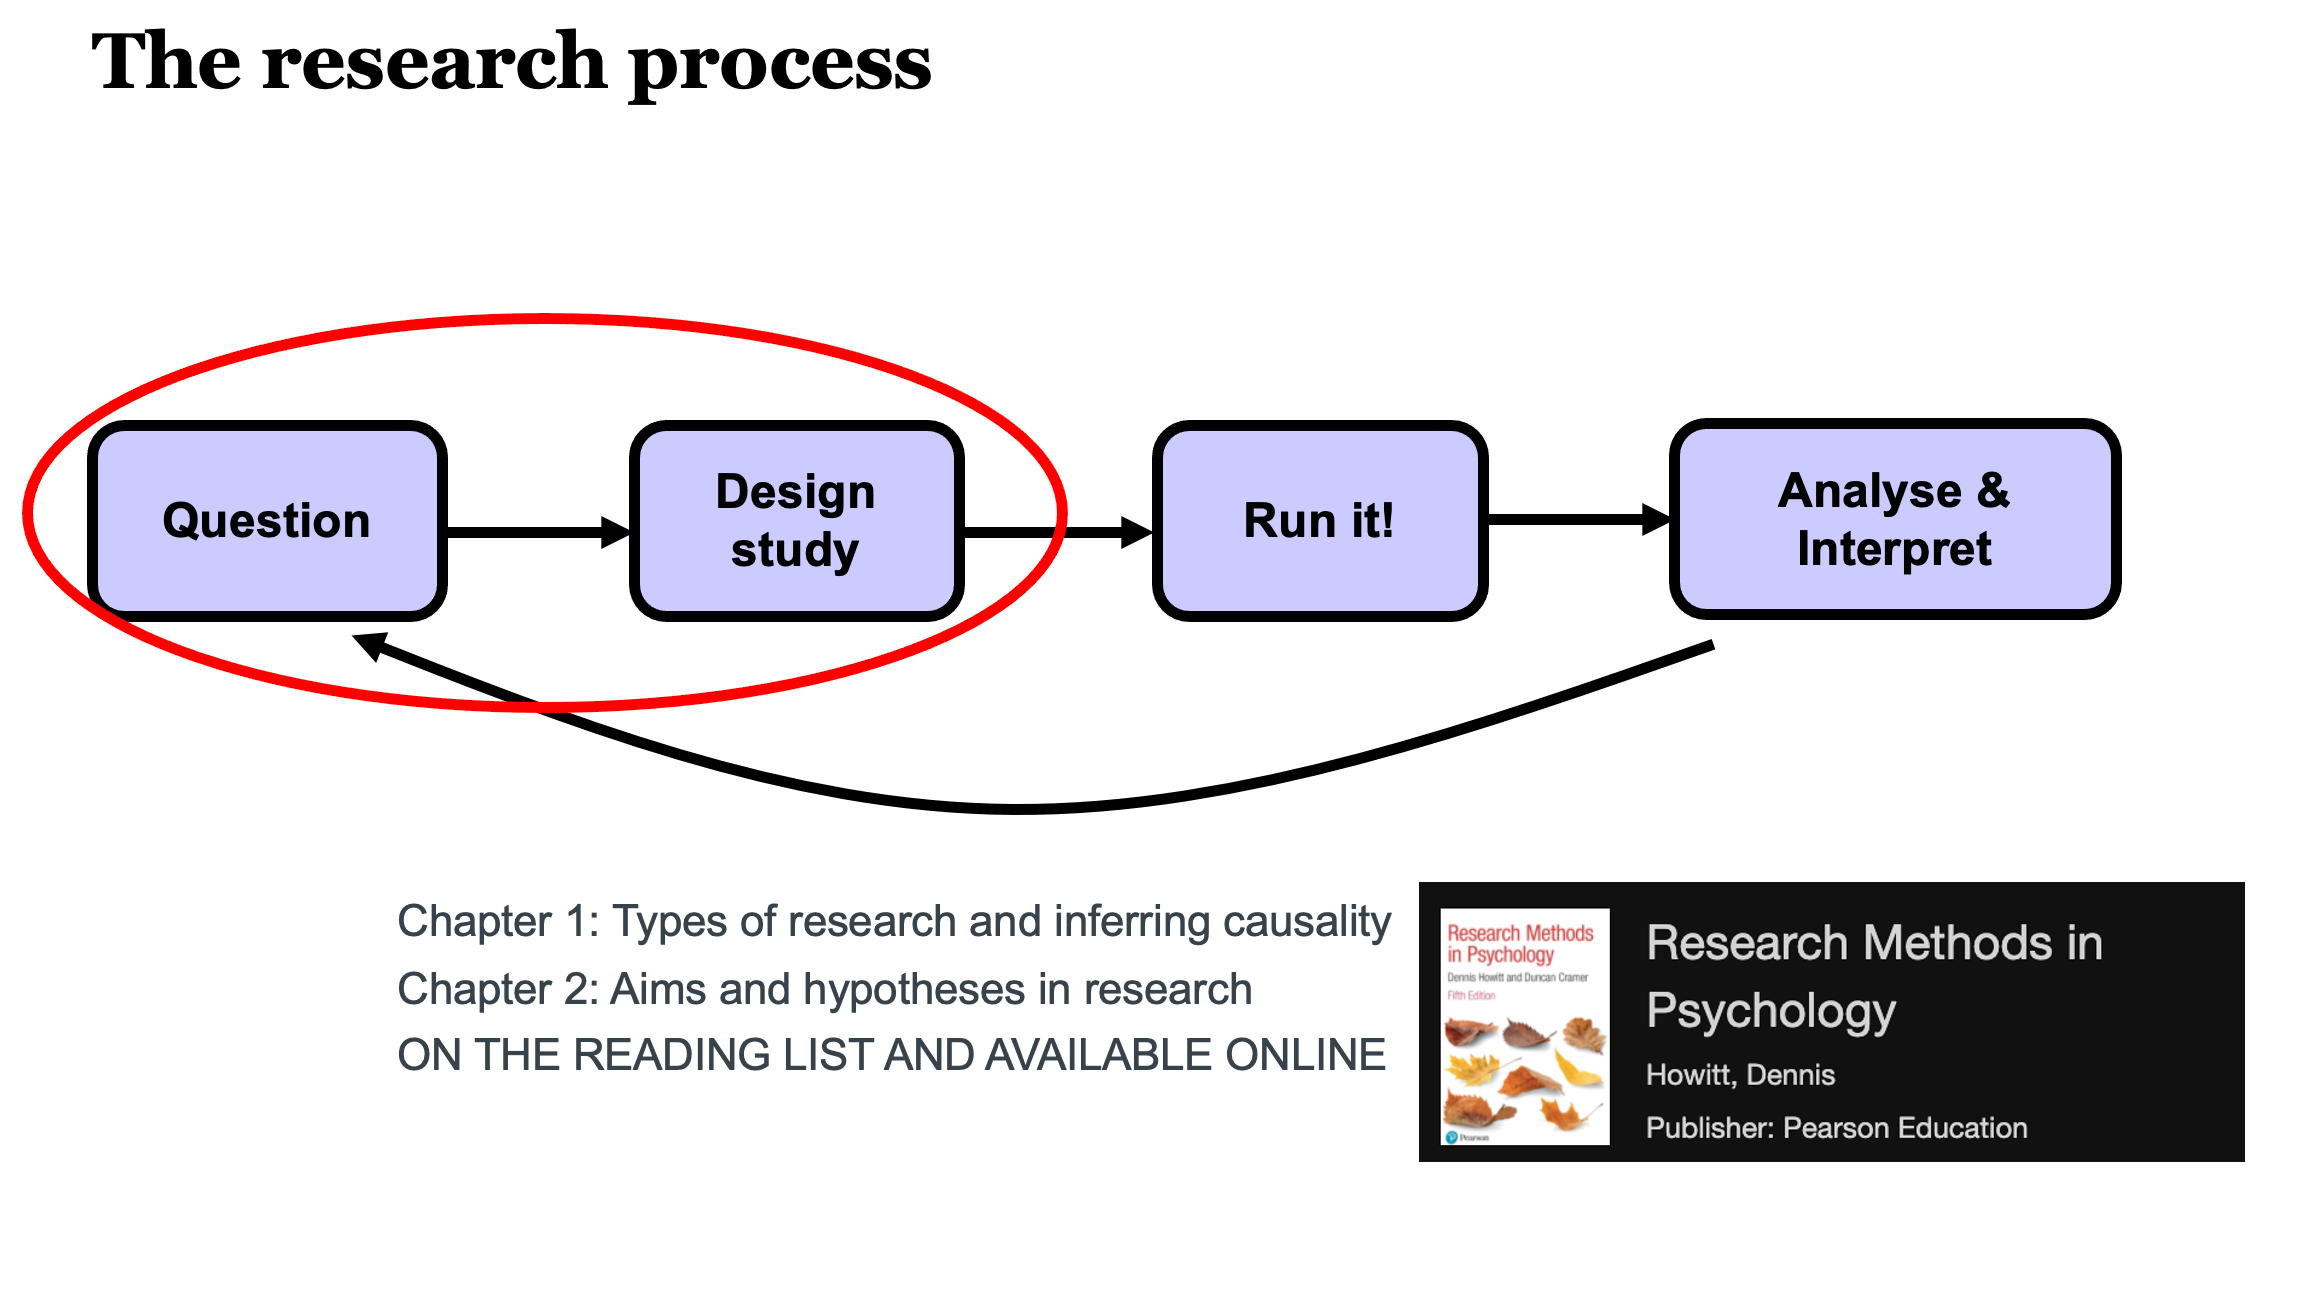 The research process
Question
Design
study
Run it!
Analyse &
Interpret
Chapter 1: Types of research and inferring causality
Chapter 2: Aims and hypotheses in research
ON THE READING LIST AND AVAILABLE ONLINE
Research Methods
in Psychology
Dennis Howitt and Duncan Cramer
Fifth Edition
Pearson
Research Methods in
Psychology
Howitt, Dennis
Publisher: Pearson Education